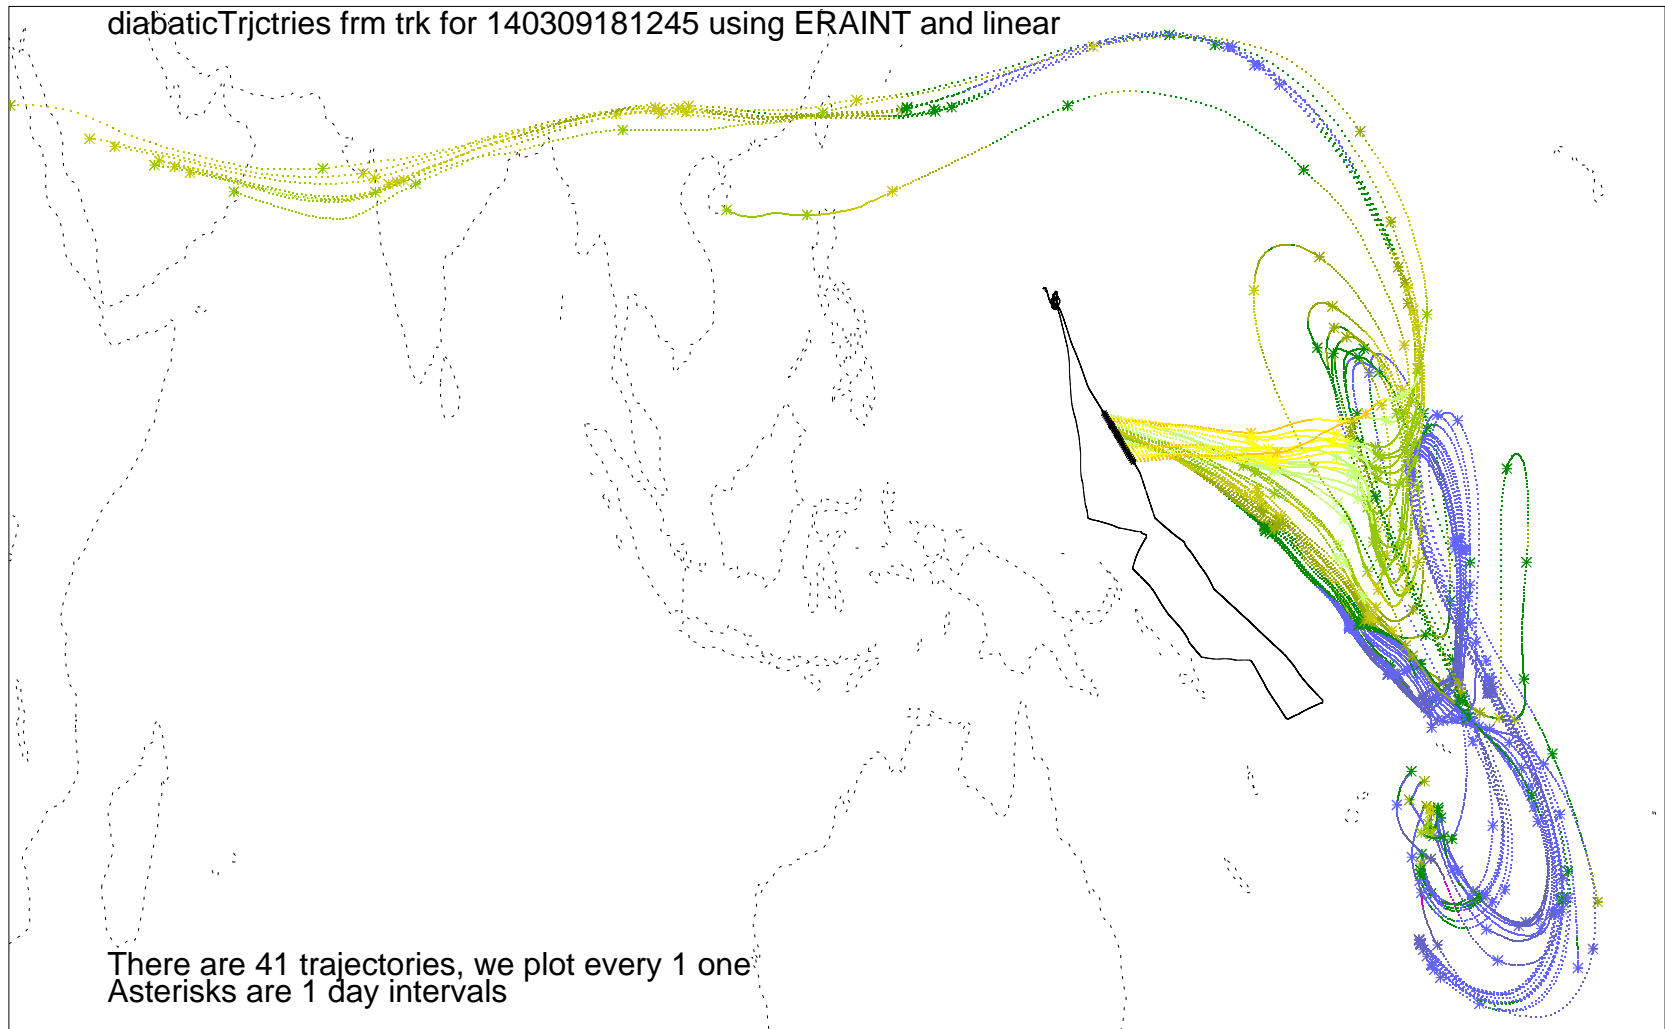 diabaticTrjctries frm trk for 140309181245 using ERAINT and linear
There are 41 trajectories, we plot every 1 one
Asterisks are 1 day intervals